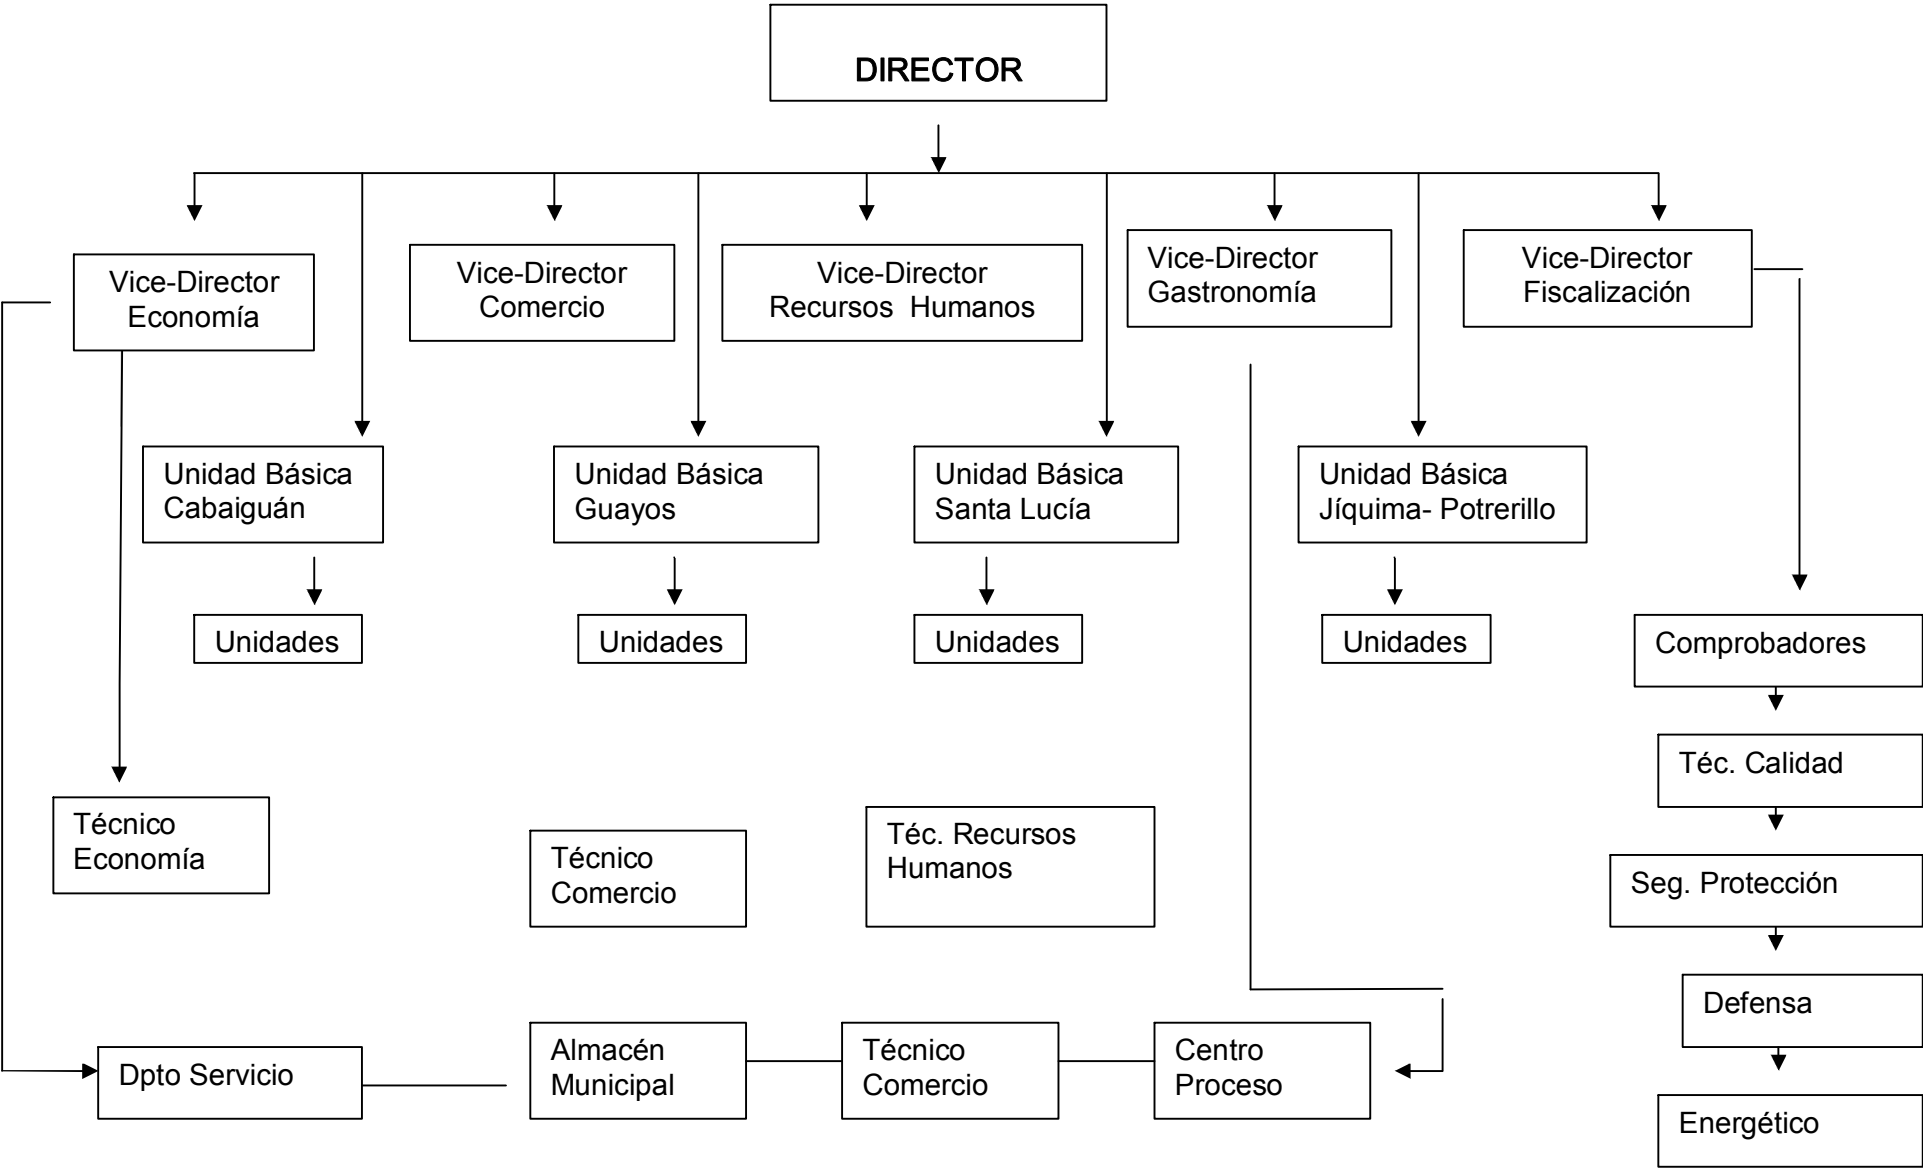 DIRECTOR
Vice-Director
Economía
Vice-Director
Comercio
Vice-Director
Recursos  Humanos
Vice-Director
Gastronomía
Vice-Director
Fiscalización
Unidad Básica
Cabaiguán
Unidad Básica
Guayos
Unidad Básica
Santa Lucía
Unidad Básica
Jíquima- Potrerillo
Unidades
Unidades
Unidades
Unidades
Comprobadores
Téc. Calidad
Técnico
Economía
Técnico
Comercio
Téc. Recursos
Humanos
Seg. Protección
Defensa
Dpto Servicio
Almacén
Municipal
Técnico
Comercio
Centro
Proceso
Energético